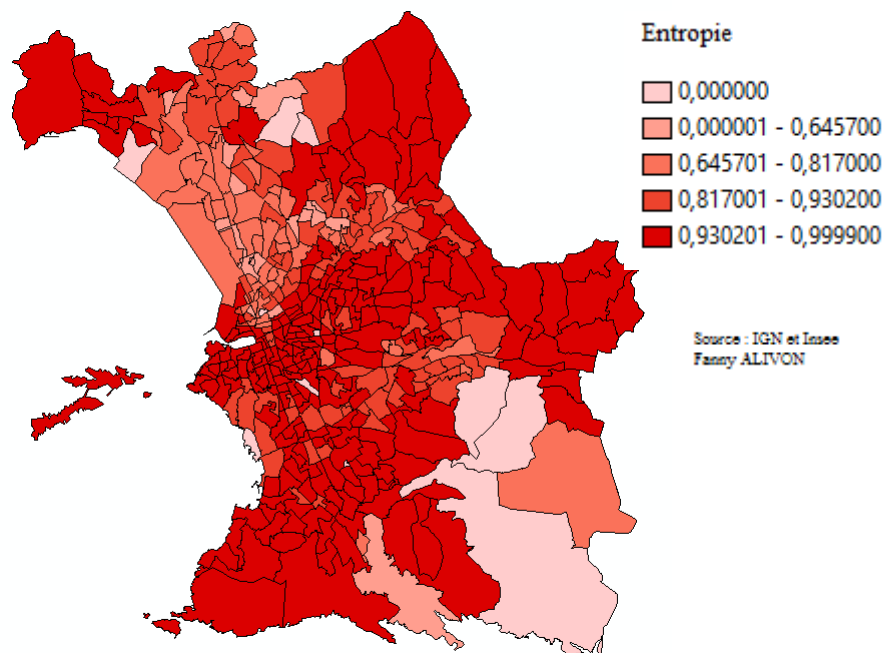 Entropie
0,000000
0,000001 - 0,645700
0,645701 - 0,817000
0,817001 - 0,930200
0,930201 - 0,999900
Source : IGN et Insee
Fanny ALIVON